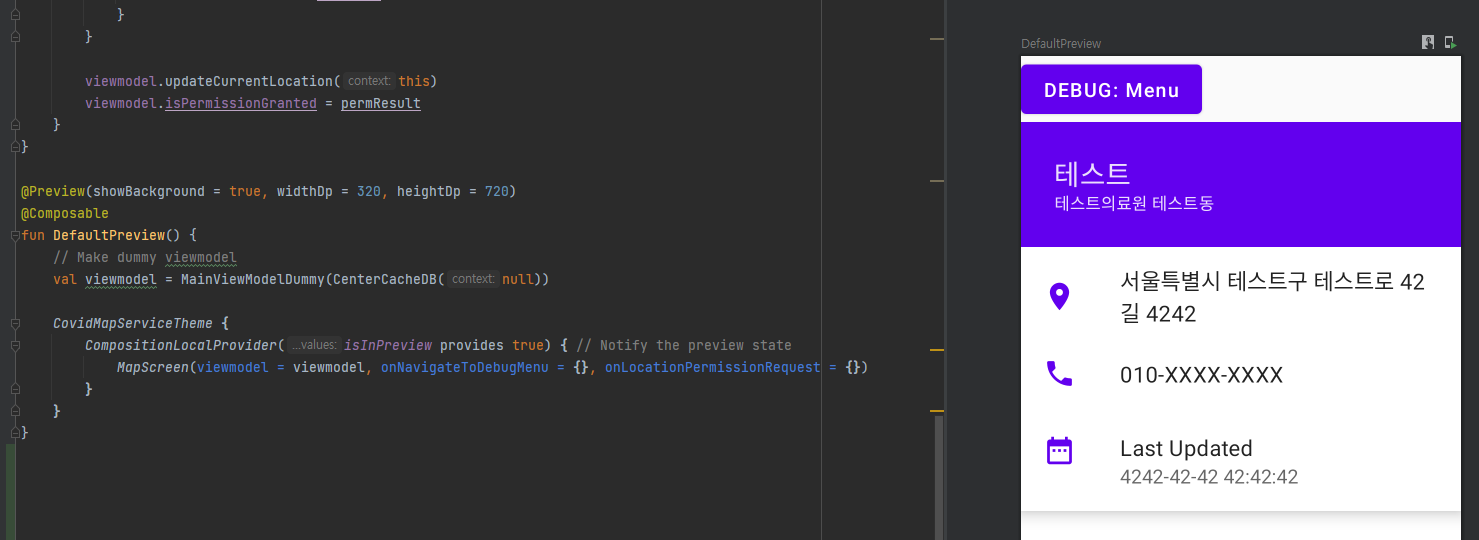 }
}
viewmodel.updateCurrentLocation( context: this)
viewmodel.isPermissionGranted = permResult
}
}
@Preview(showBackground = true, widthDp = 320, heightDp = 720)
@Composable
fun DefaultPreview() {
// Make dummy viewmodel
val viewmodel = MainViewModelDummy(CenterCacheDB( context: null))
CovidMapServiceTheme {
CompositionLocalProvider( ...values: isInPreview provides true) { // Notify the preview state
MapScreen(viewmodel = viewmodel, onNavigateToDebugMenu = {}, onLocationPermissionRequest = {})
}
}
}
DefaultPreview
DEBUG: Menu
테스트
테스트의료원 테스트동
서울특별시 테스트구 테스트로 42
길 4242
010-XXXX-XXXX
Last Updated
4242-42-42 42:42:42